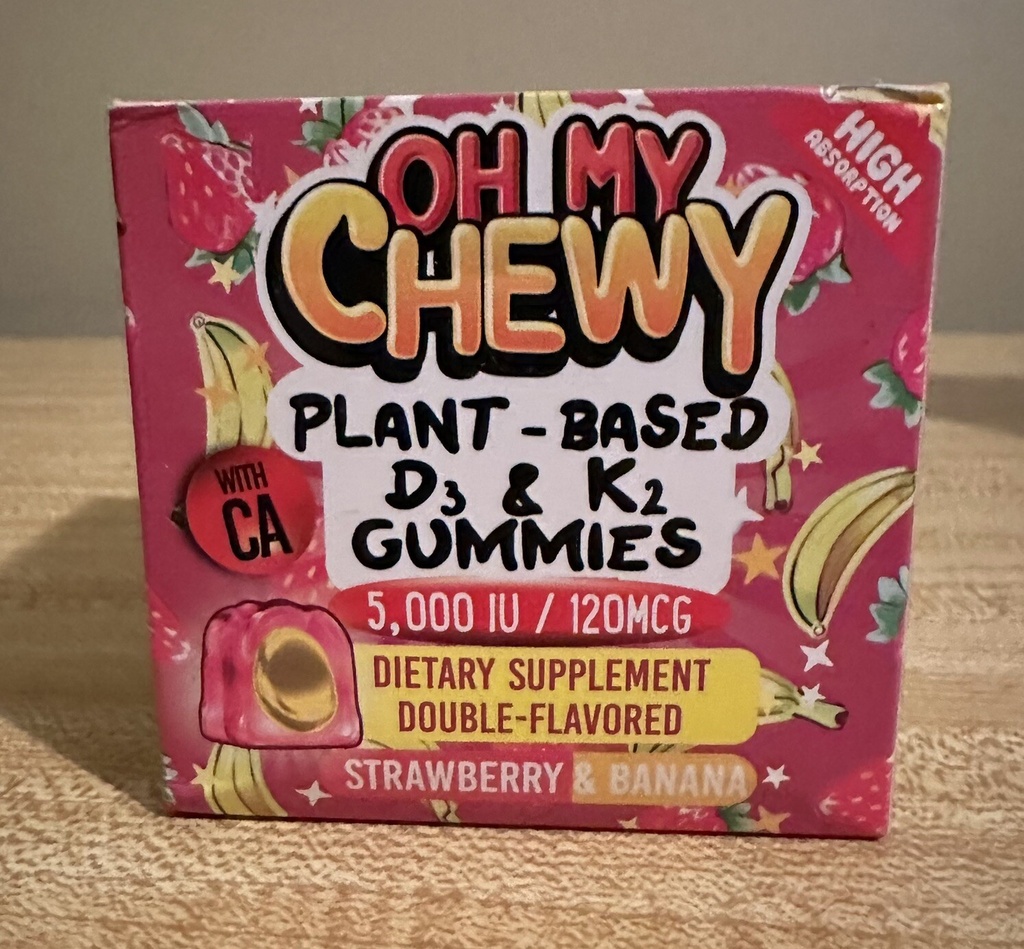 HIGH
ABSORPTION
OH MY
CHEWY
PLANT-BASED
D3 & K2
GUMMIES
WITH
CA
5,000 IU / 120MCG
DIETARY SUPPLEMENT
DOUBLE-FLAVORED
STRAWBERRY & BANANA